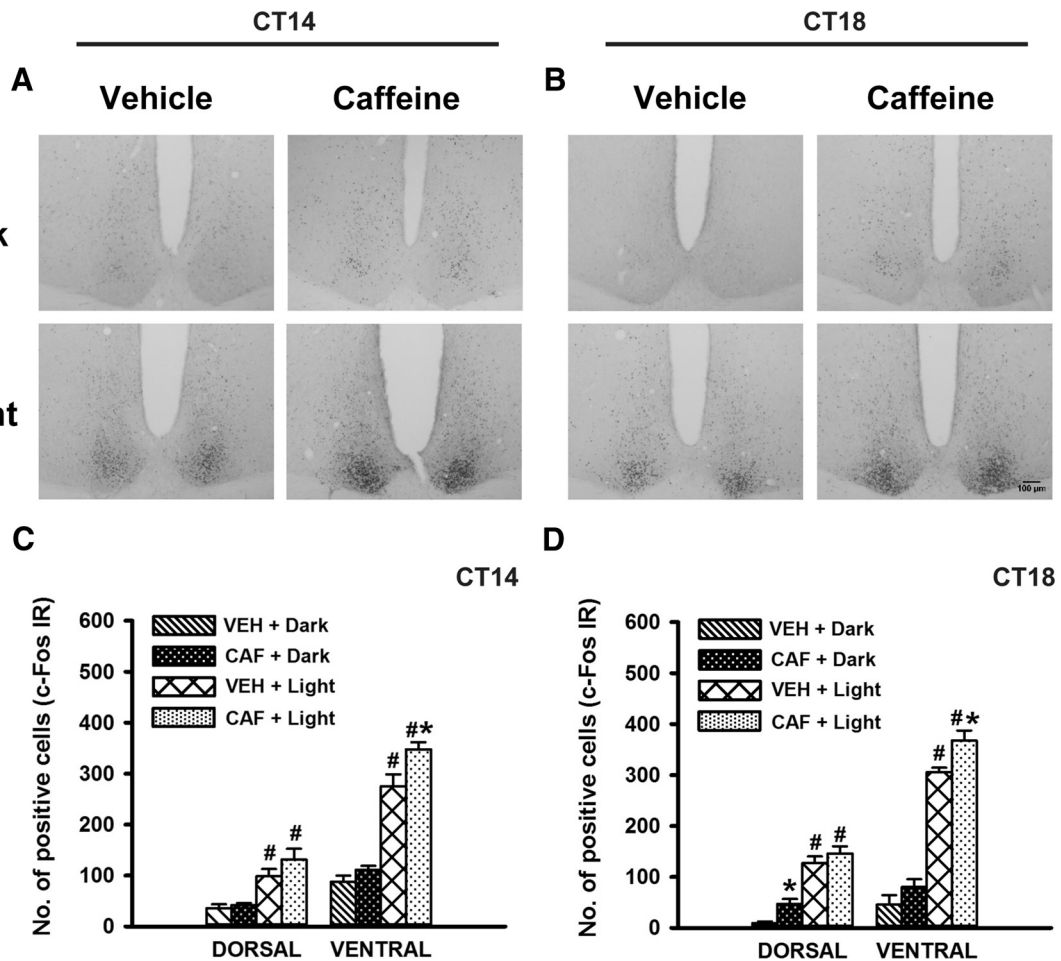 CT14
CT18
A
B
Vehicle
Caffeine
Vehicle
Caffeine
k
nt
100 µm
C
D
CT14
CT18
No. of positive cells (c-Fos IR)
600
500
400
300
200
100
0
VEH + Dark
CAF + Dark
VEH + Light
CAF + Light
#
#
#
#*
DORSAL
VENTRAL
No. of positive cells (c-Fos IR)
600
500
400
300
200
100
0
VEH + Dark
CAF + Dark
VEH + Light
CAF + Light
*
#
#
#
#*
DORSAL
VENTRAL